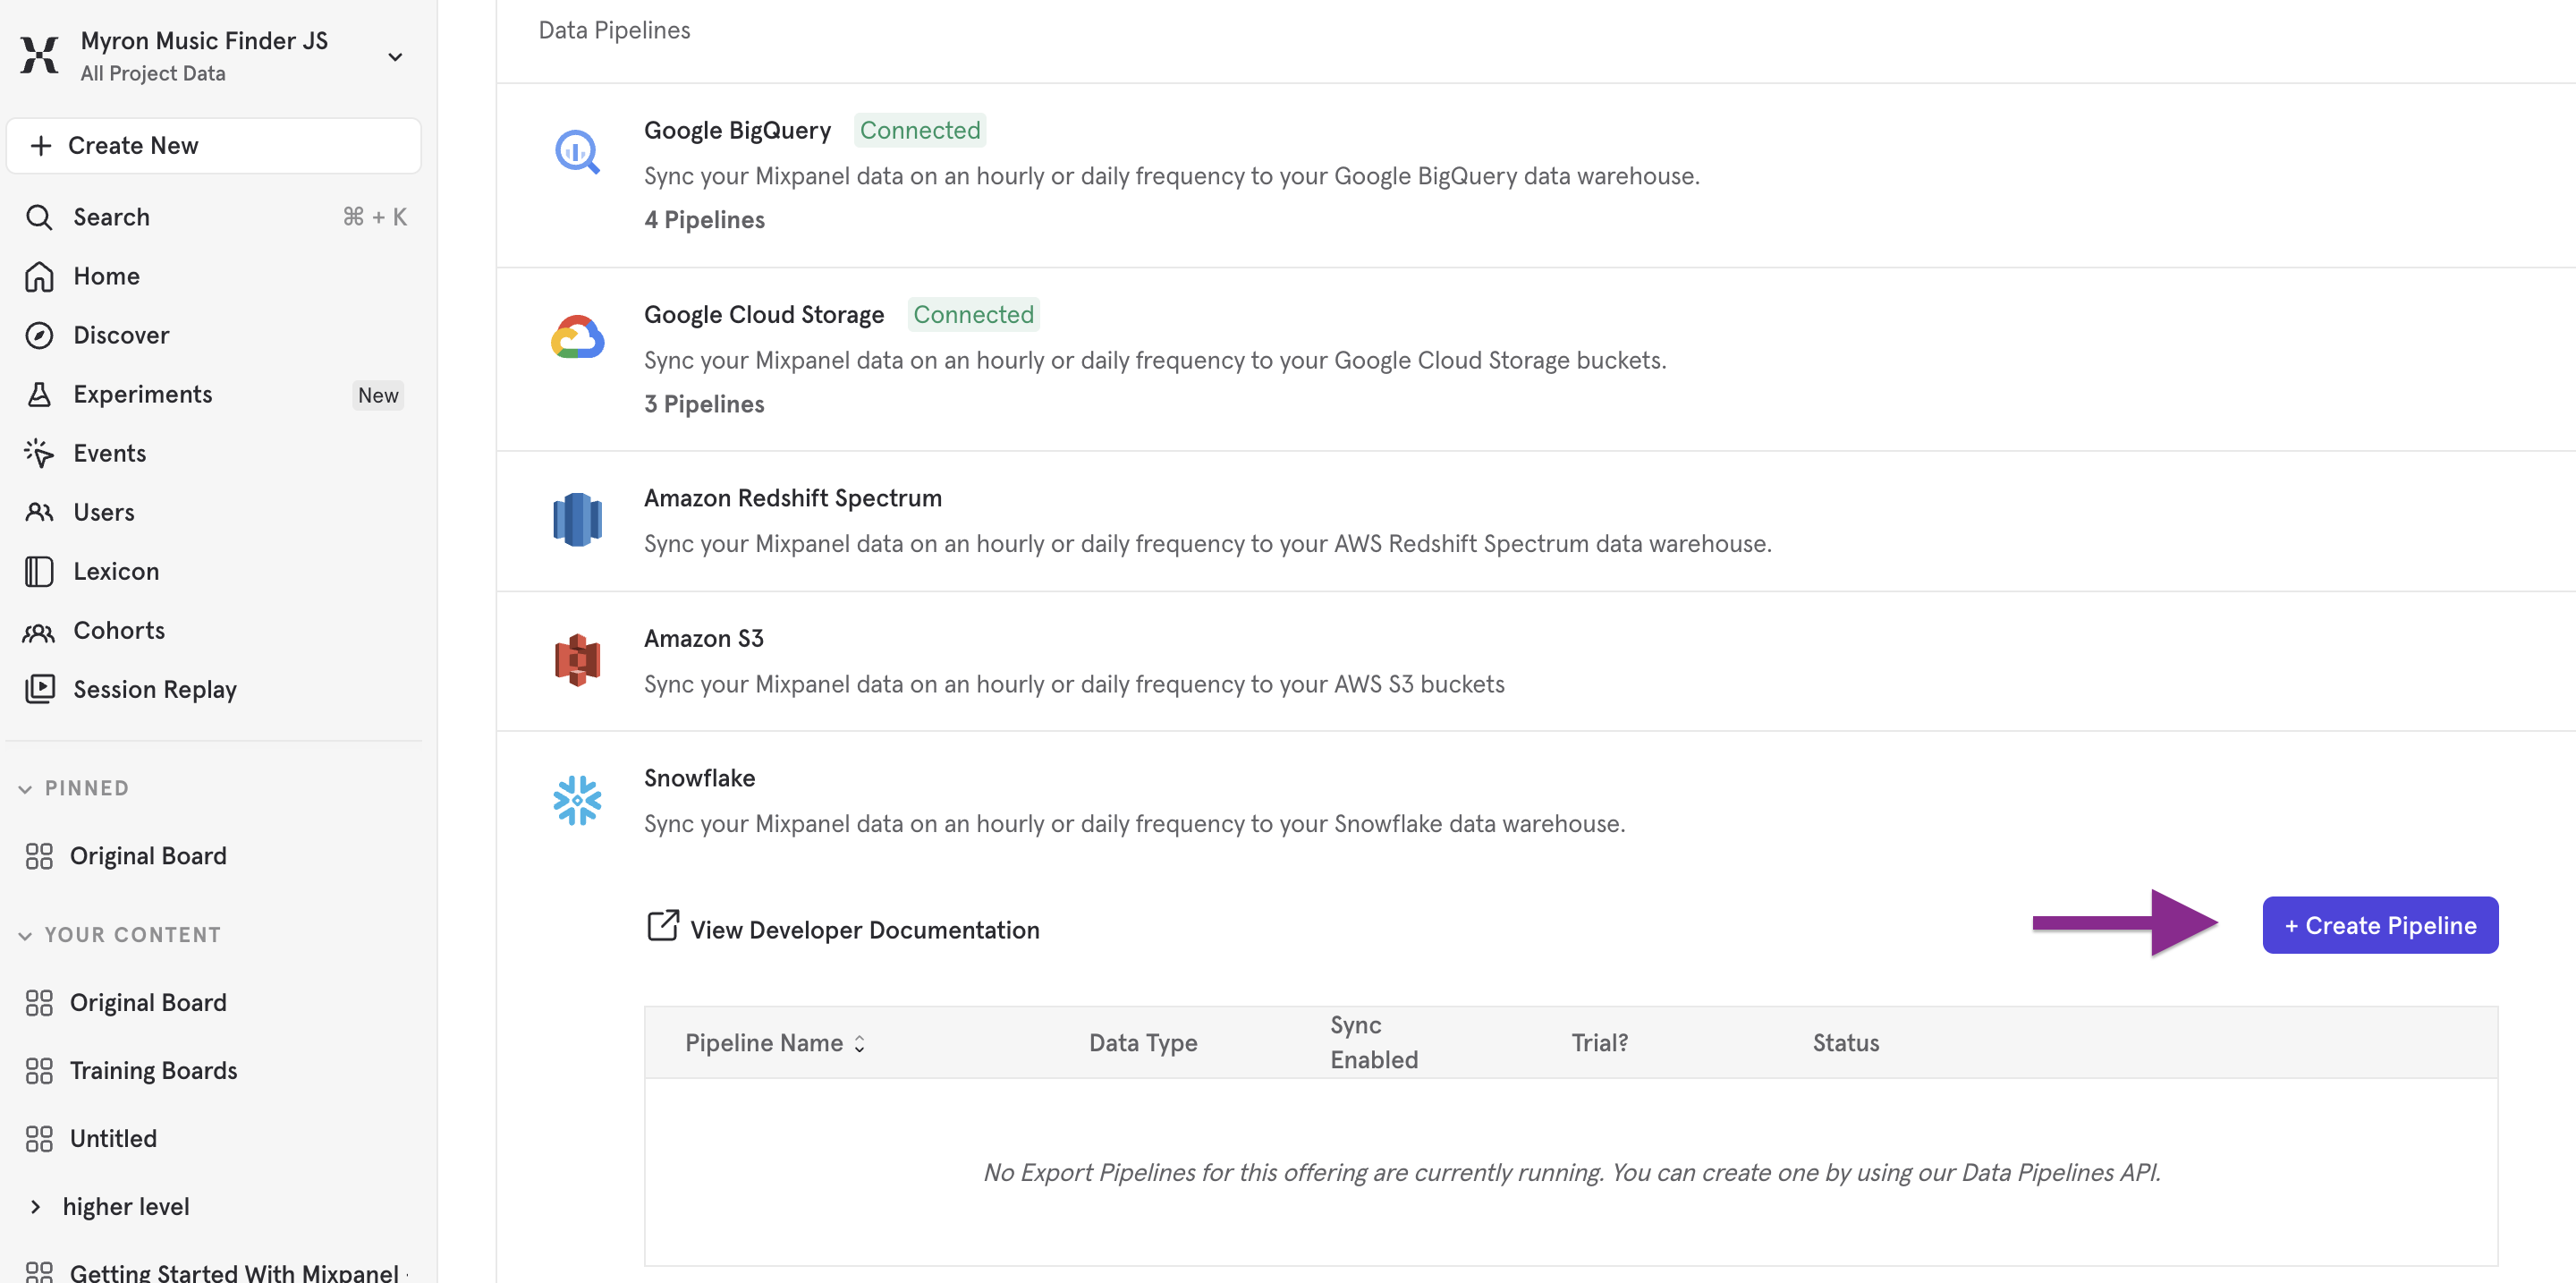 Myron Music Finder JS
All Project Data
Create New
Search ⌘ + K
Home
Discover
Experiments New
Events
Users
Lexicon
Cohorts
Session Replay
PINNED
Original Board
YOUR CONTENT
Original Board
Training Boards
Untitled
higher level
Getting Started With Mixpanel
Data Pipelines
Google BigQuery Connected
Sync your Mixpanel data on an hourly or daily frequency to your Google BigQuery data warehouse.
4 Pipelines
Google Cloud Storage Connected
Sync your Mixpanel data on an hourly or daily frequency to your Google Cloud Storage buckets.
3 Pipelines
Amazon Redshift Spectrum
Sync your Mixpanel data on an hourly or daily frequency to your AWS Redshift Spectrum data warehouse.
Amazon S3
Sync your Mixpanel data on an hourly or daily frequency to your AWS S3 buckets
Snowflake
Sync your Mixpanel data on an hourly or daily frequency to your Snowflake data warehouse.
View Developer Documentation
+ Create Pipeline
Pipeline Name Data Type Sync Enabled Trial? Status
No Export Pipelines for this offering are currently running. You can create one by using our Data Pipelines API.